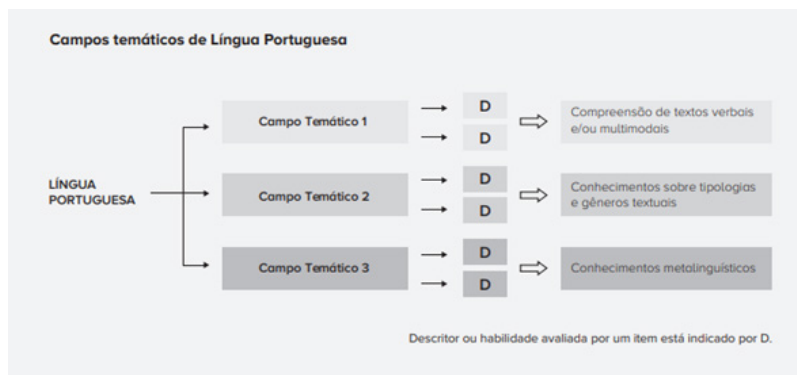 Campos temáticos de Língua Portuguesa
LÍNGUA
PORTUGUESA
Campo Temático 1
D
D
Compreensão de textos verbais
e/ou multimodais
Campo Temático 2
D
D
Conhecimentos sobre tipologias
e gêneros textuais
Campo Temático 3
D
D
Conhecimentos metalinguísticos
Descritor ou habilidade avaliada por um item está indicado por D.